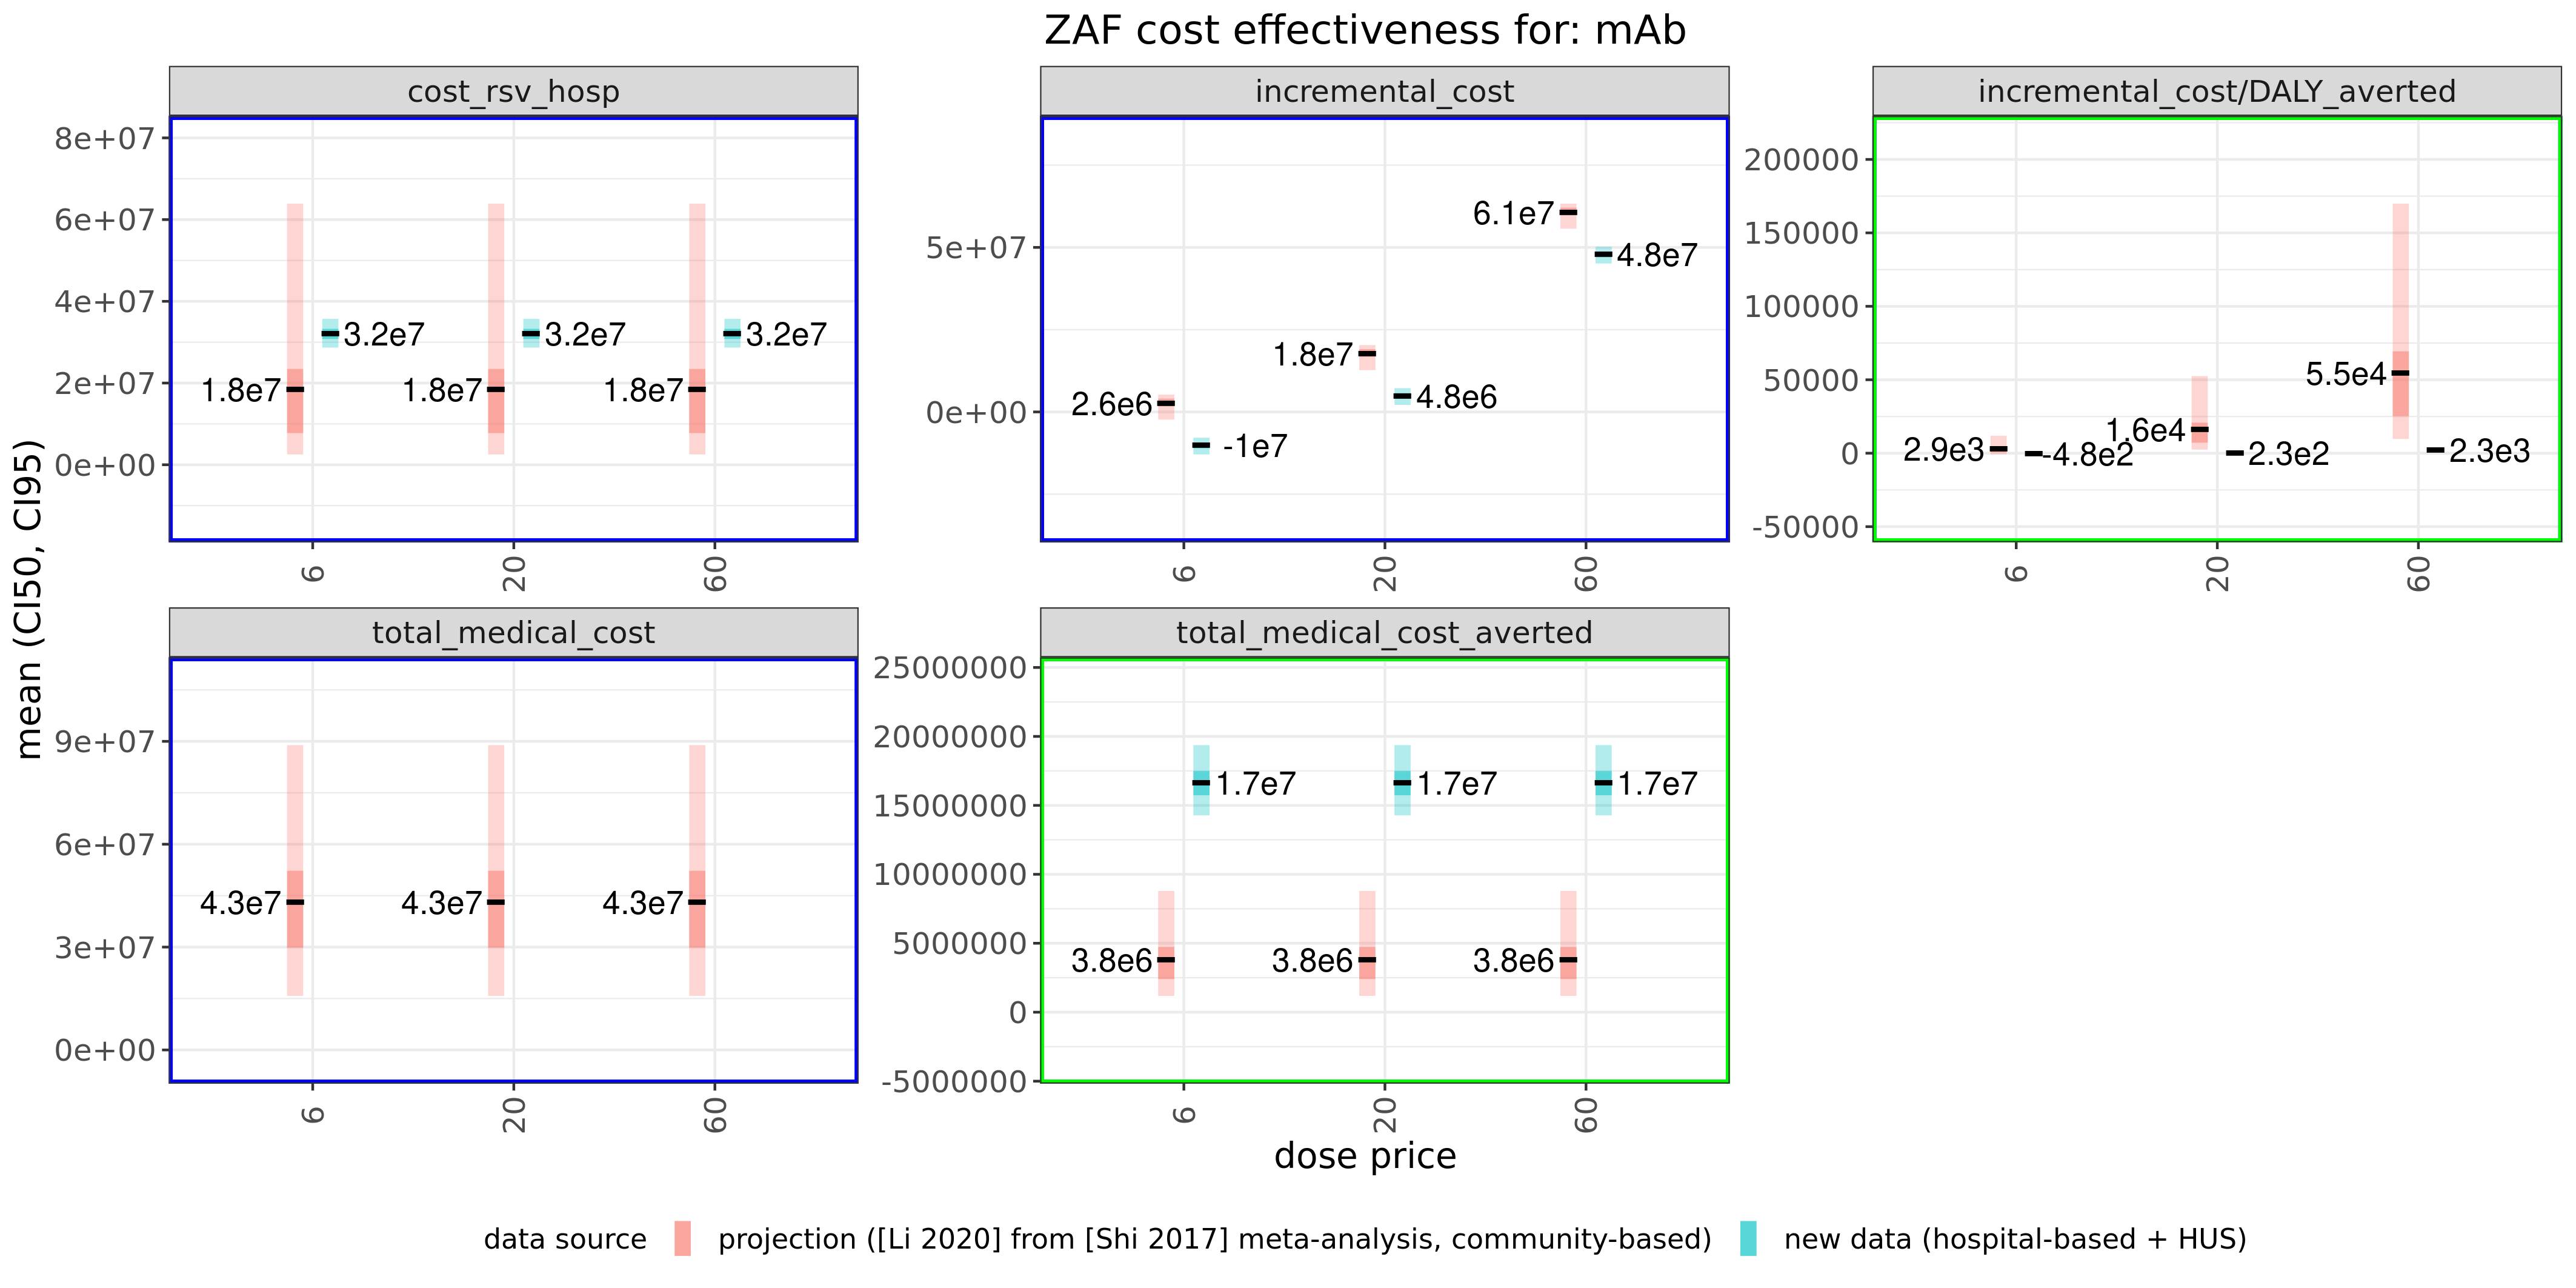 ZAF cost effectiveness for: mAb
mean (CI50, CI95)
cost_rsv_hosp
8e+07
6e+07
4e+07
2e+07
0e+00
1.8e7
3.2e7
1.8e7
3.2e7
1.8e7
3.2e7
6
20
60
incremental_cost
5e+07
0e+00
2.6e6
-1e7
1.8e7
4.8e6
6.1e7
4.8e7
6
20
60
incremental_cost/DALY_averted
200000
150000
100000
50000
0
-50000
2.9e3
-4.8e2
1.6e4
2.3e2
5.5e4
2.3e3
6
20
60
total_medical_cost
9e+07
6e+07
3e+07
0e+00
4.3e7
4.3e7
4.3e7
6
20
60
total_medical_cost_averted
25000000
20000000
15000000
10000000
5000000
0
-5000000
1.7e7
1.7e7
1.7e7
3.8e6
3.8e6
3.8e6
6
20
60
dose price
data source
projection ([Li 2020] from [Shi 2017] meta-analysis, community-based)
new data (hospital-based + HUS)